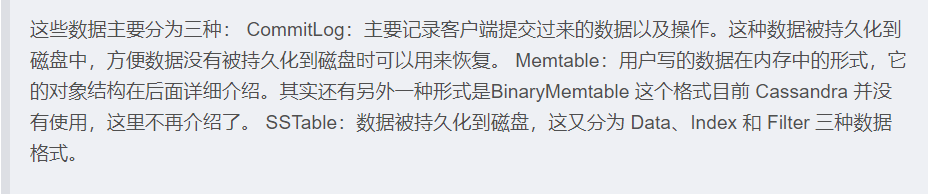 这些数据主要分为三种： CommitLog：主要记录客户端提交过来的数据以及操作。这种数据被持久化到
磁盘中，方便数据没有被持久化到磁盘时可以用来恢复。 Memtable：用户写的数据在内存中的形式，它
的对象结构在后面详细介绍。其实还有另外一种形式是BinaryMemtable 这个格式目前 Cassandra 并没
有使用，这里不再介绍了。 SSTable：数据被持久化到磁盘，这又分为 Data、Index 和 Filter 三种数据
格式。